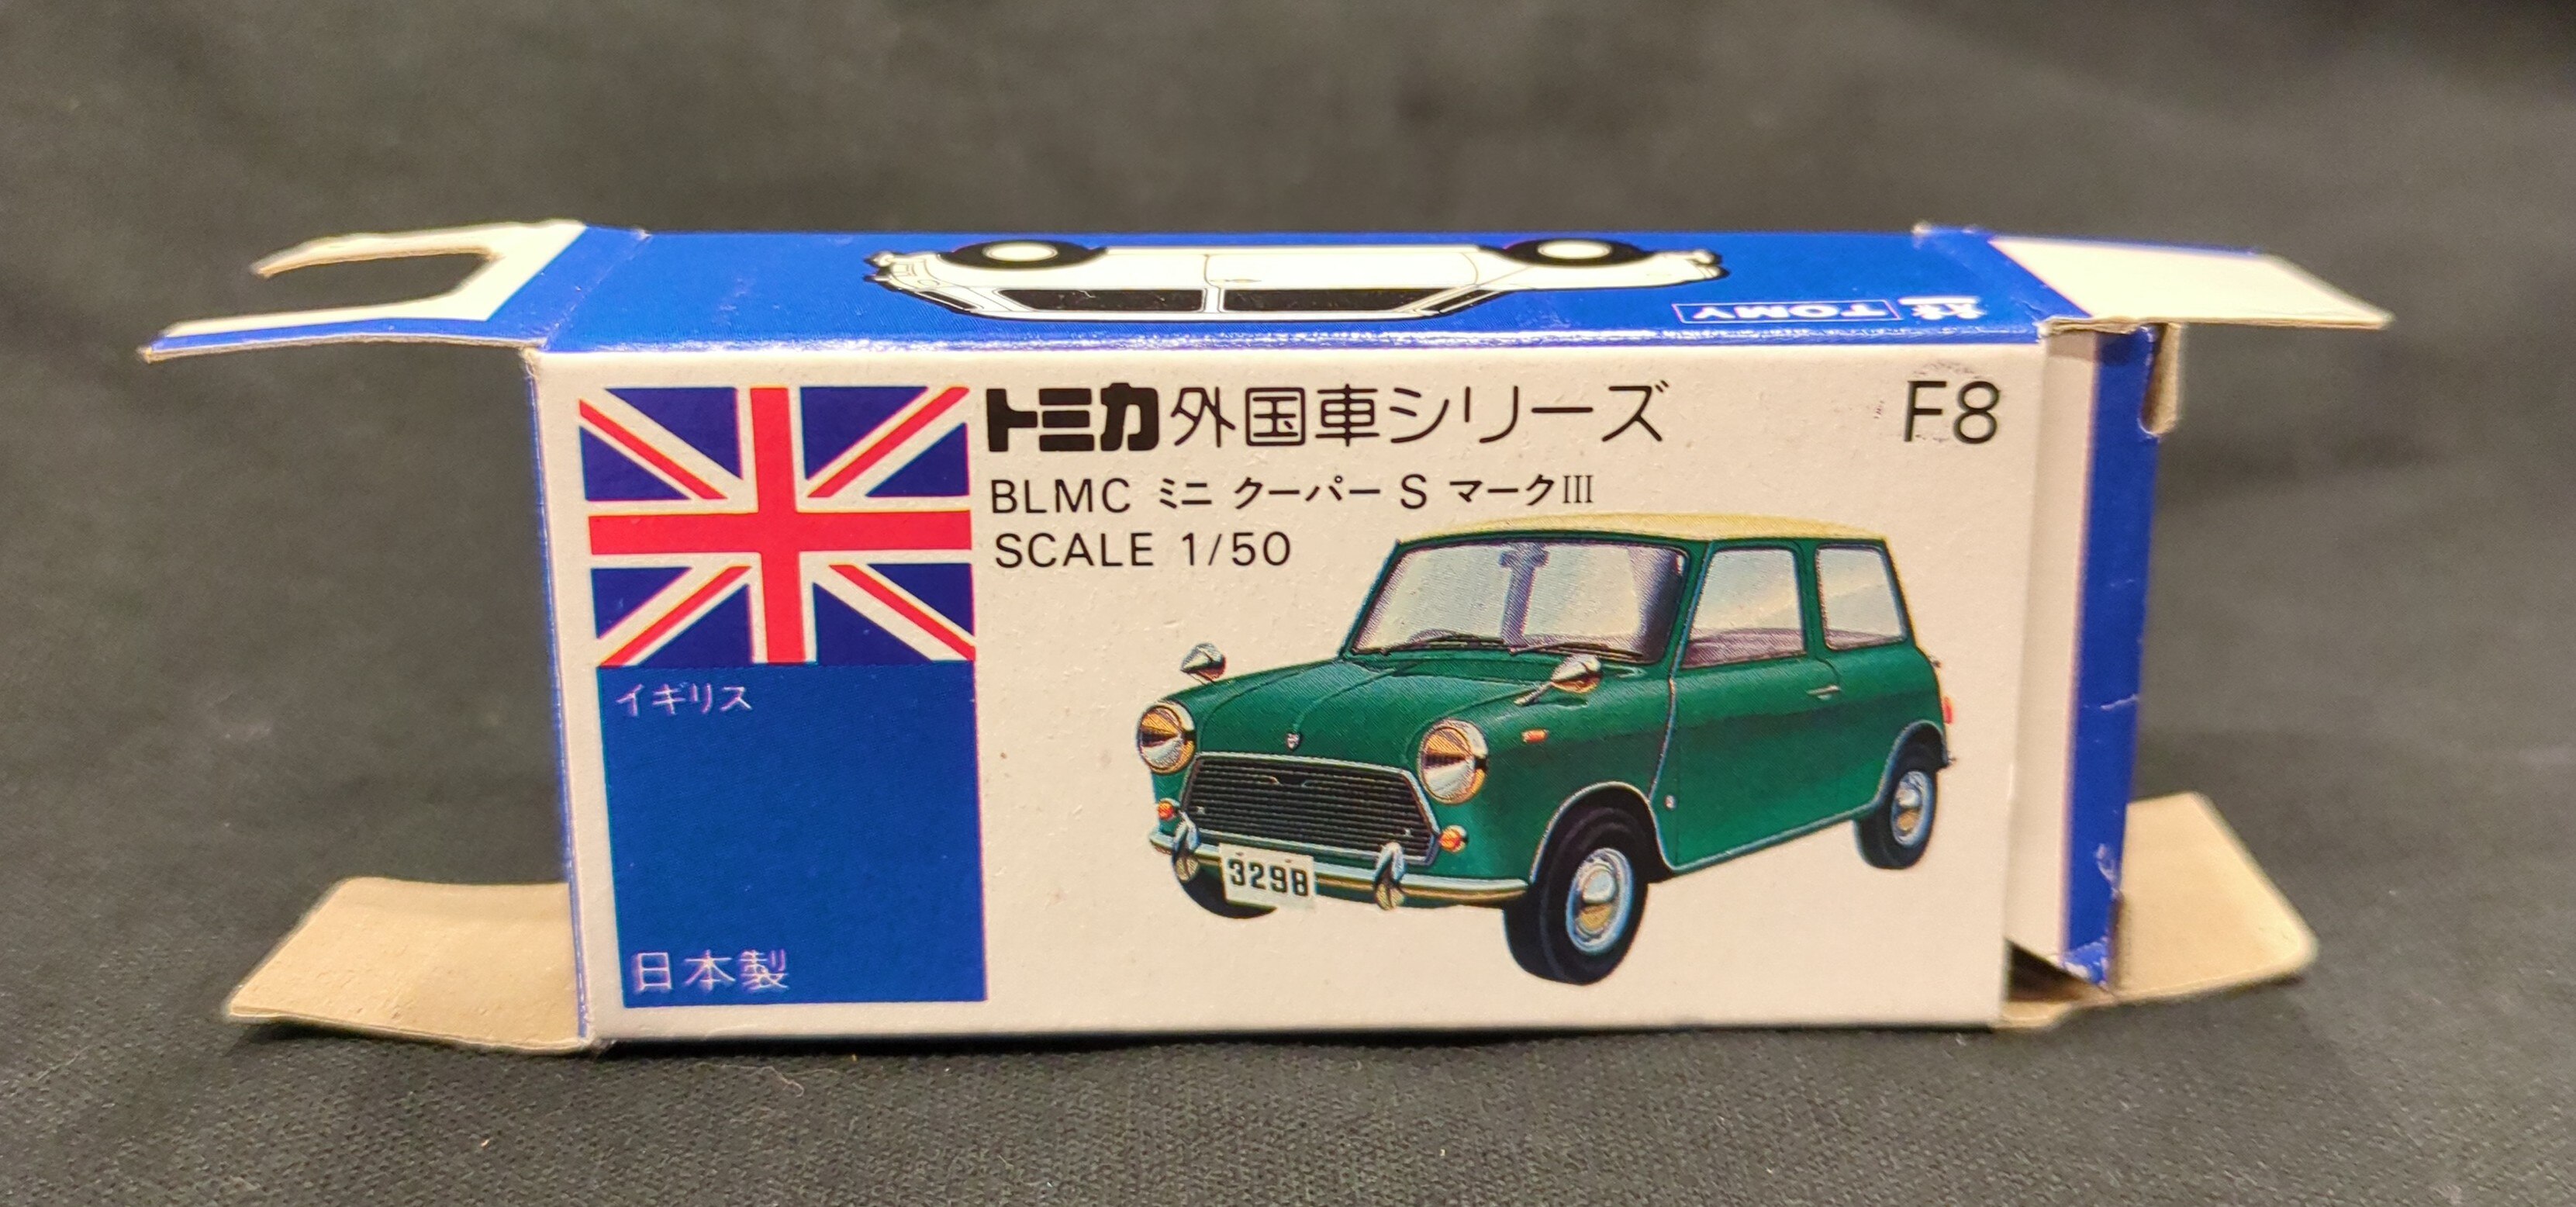 TOMY
トミカ外国車シリーズ F8
BLMC ミニ クーパー S マークIII
SCALE 1/50
イギリス
3298
日本製